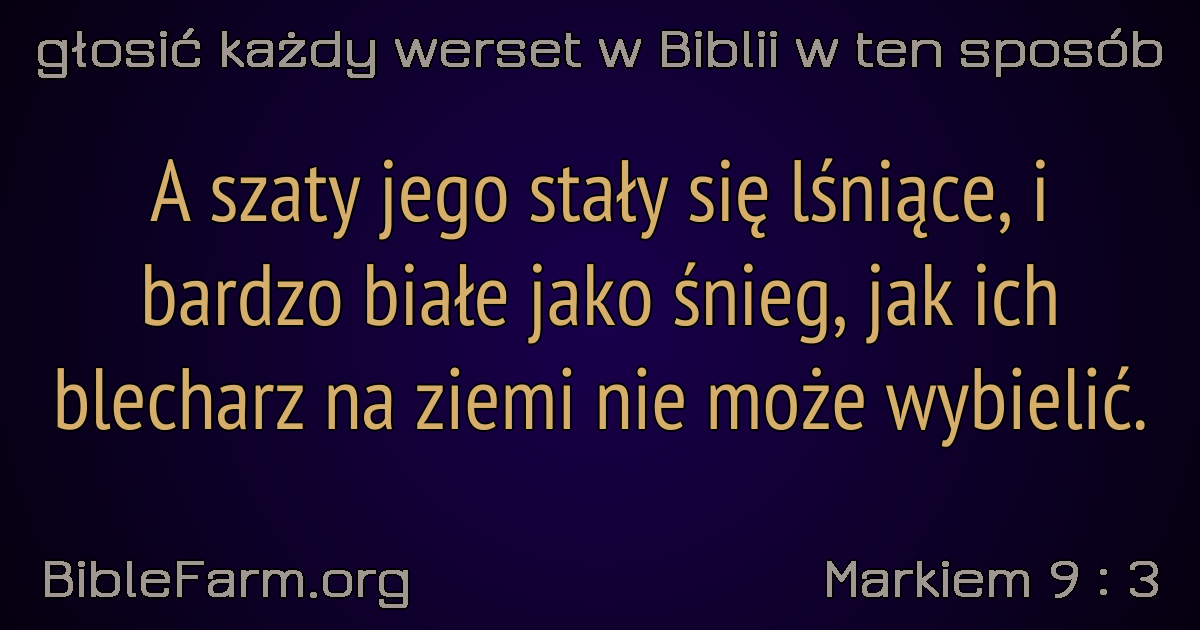 głosić każdy werset w Biblii w ten sposób
A szaty jego stały się lśniące, i
bardzo białe jako śnieg, jak ich
blecharz na ziemi nie może wybielić.
BibleFarm.org
Markiem 9 : 3